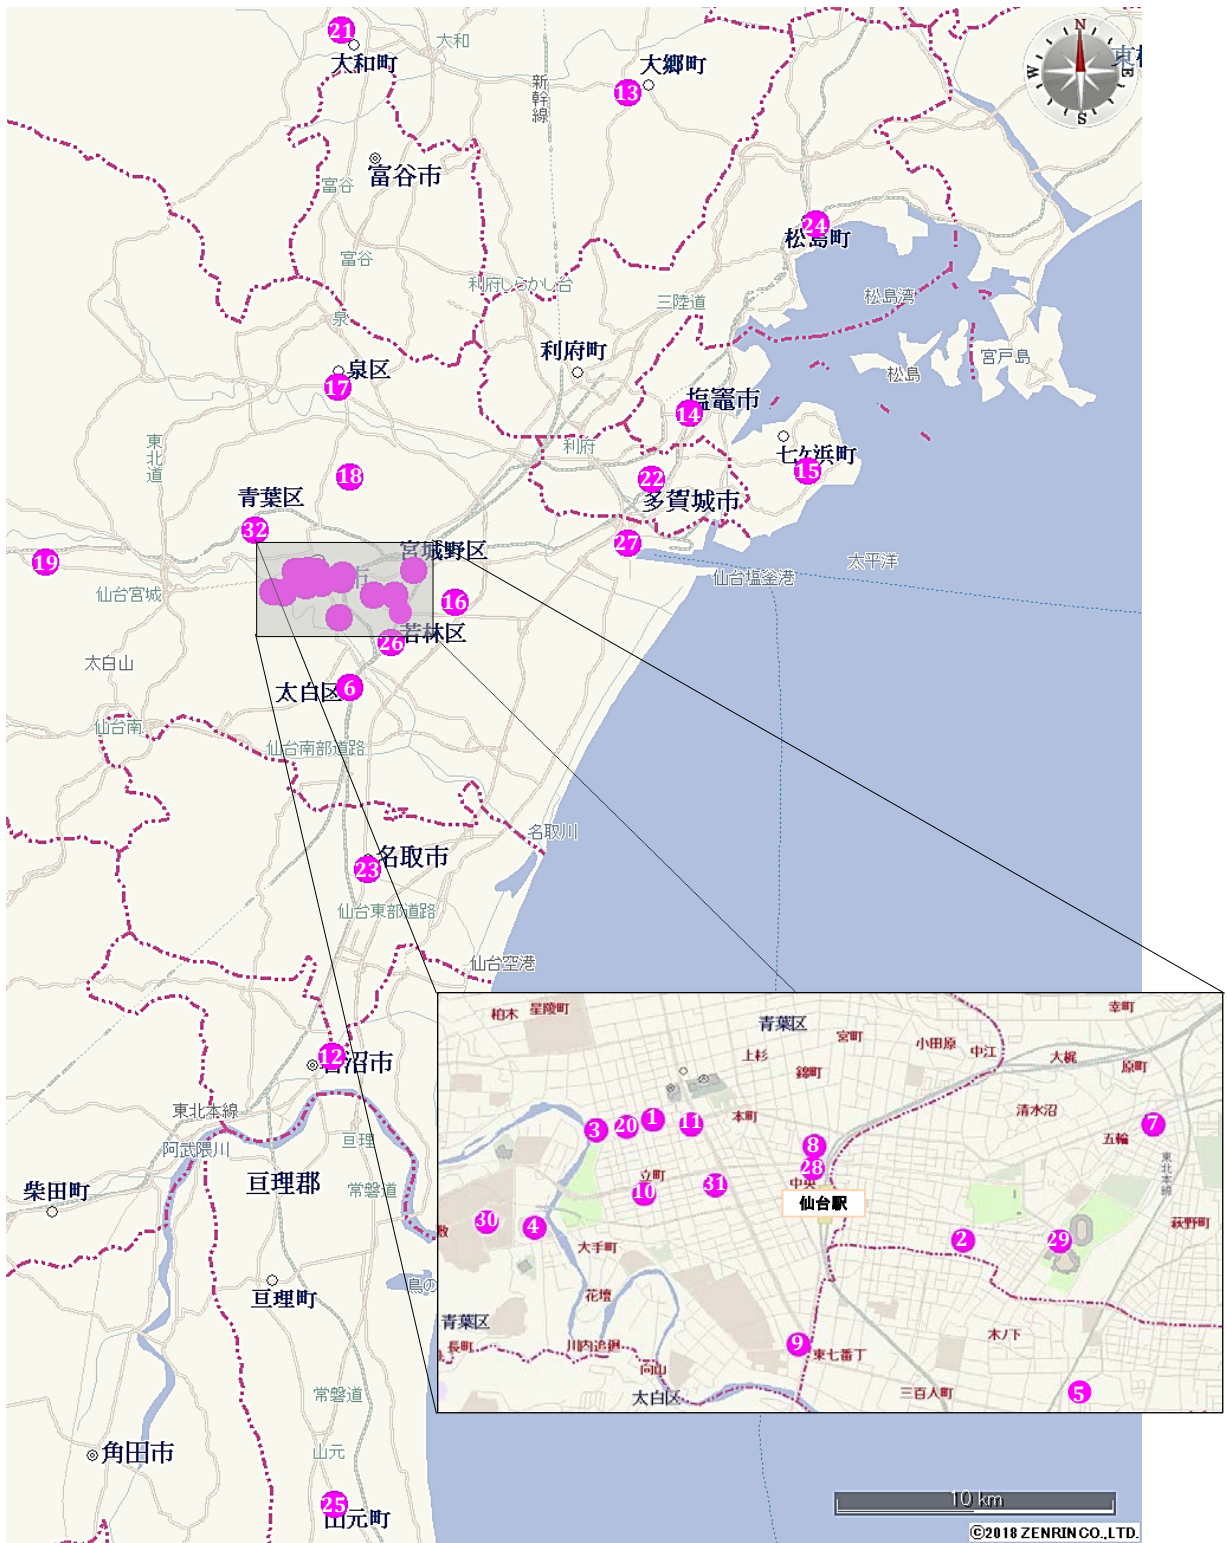 21
大和
大和町
大郷町
13
新幹線
N
W
E
S
富谷市
富谷
24
松島町
富谷
利府しらかし台
三陸道
松島湾
泉
利府町
宮戸島
泉区
17
松島
塩竈市
14
東北道
利府
七ヶ浜町
15
18
22
多賀城市
青葉区
32
27
宮城野区
19
太平洋
仙台塩釜港
市
仙台宮城
16
若林区
26
太白山
太白区
6
仙台南
仙台南部道路
名取川
名取市
23
仙台東部道路
仙台空港
12
沼市
東北本線
阿武隈川
亘理
亘理郡
常磐道
柴田町
鳥の
亘理町
常磐道
角田市
山元
25
山元町
柏木
星陵町
青葉区
幸町
宮町
小田原
中江
上杉
大梶
原町
錦町
清水沼
本町
3
20
1
11
7
五輪
8
28
東北本線
立町
中央
10
31
仙台駅
30
4
萩野町
2
29
大手町
花壇
青葉区
木ノ下
長町
川内追廻
9
東七番丁
向山
太白区
三百人町
5
10 km
©2018 ZENRIN CO., LTD.